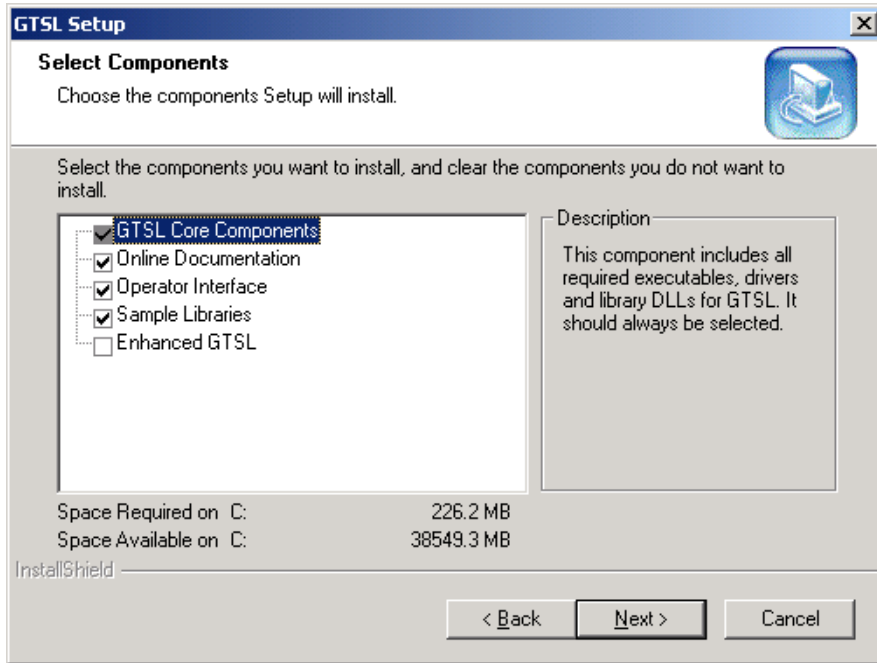 GTSL Setup
Select Components
Choose the components Setup will install.
Select the components you want to install, and clear the components you do not want to
install.
GTSL Core Components
Online Documentation
Operator Interface
Sample Libraries
Enhanced GTSL
Description
This component includes all
required executables, drivers
and library DLLs for GTSL. It
should always be selected.
Space Required on C: 226.2 MB
Space Available on C: 38549.3 MB
InstallShield
< Back Next > Cancel